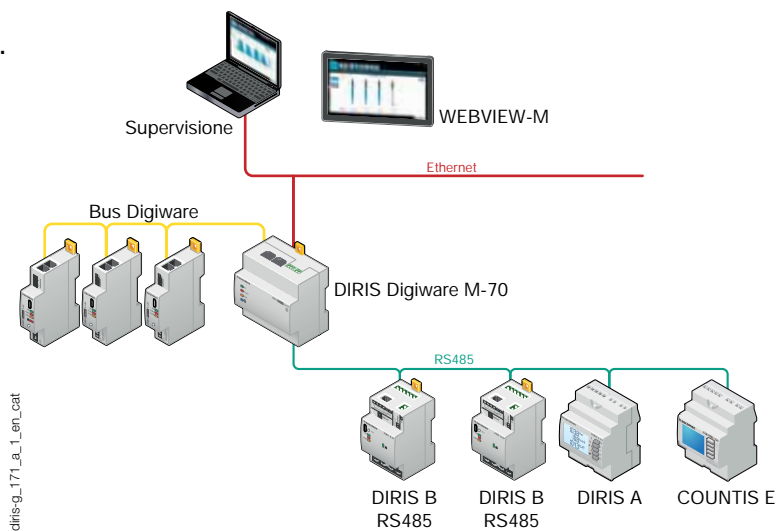 Supervisione
WEBVIEW-M
Ethernet
Bus Digiware
DIRIS Digiware M-70
RS485
DIRIS B
RS485
DIRIS B
RS485
DIRIS A
COUNTIS E
diris-g_171_a_1_en_cat